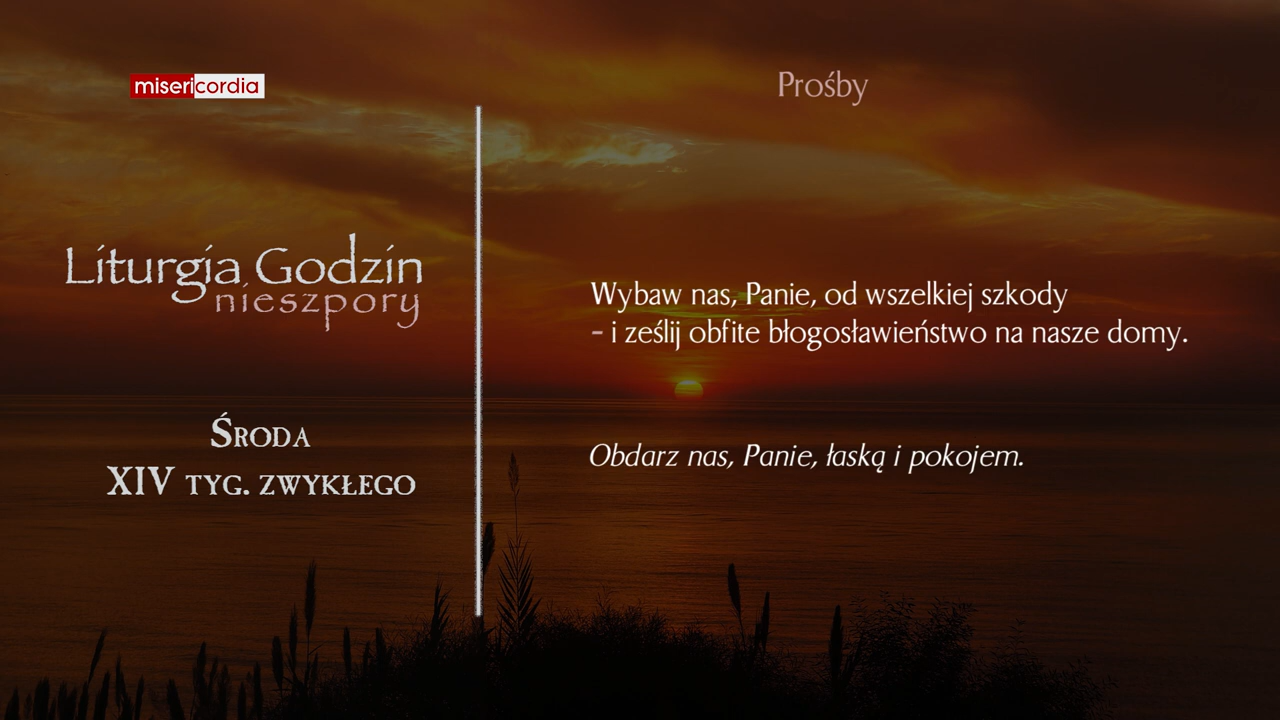 misericordia
Liturgia Godzin
nieszpory
Środa
XIV tyg. zwykłego
Prośby
Wybaw nas, Panie, od wszelkiej szkody
- i ześlij obfite błogosławieństwo na nasze domy.
Obdarz nas, Panie, łaską i pokojem.